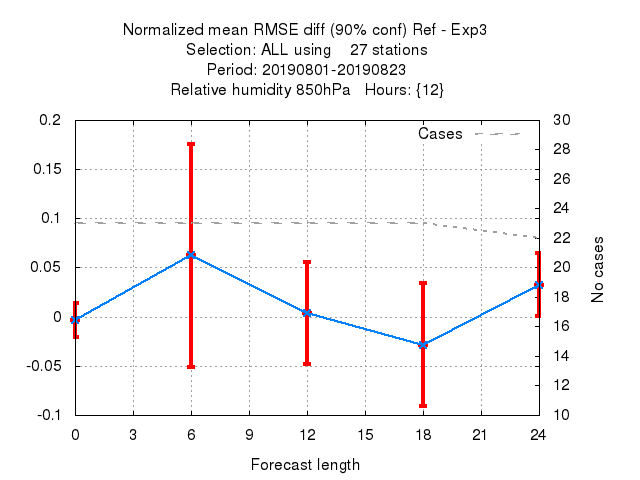 Normalized mean RMSE diff (90% conf) Ref - Exp3
Selection: ALL using    27 stations
Period: 20190801-20190823
Relative humidity 850hPa   Hours: {12}
Cases
0.2
0.15
0.1
0.05
0
-0.05
-0.1
30
28
26
24
22
20
18
16
14
12
10
No cases
0 3 6 9 12 15 18 21 24
Forecast length